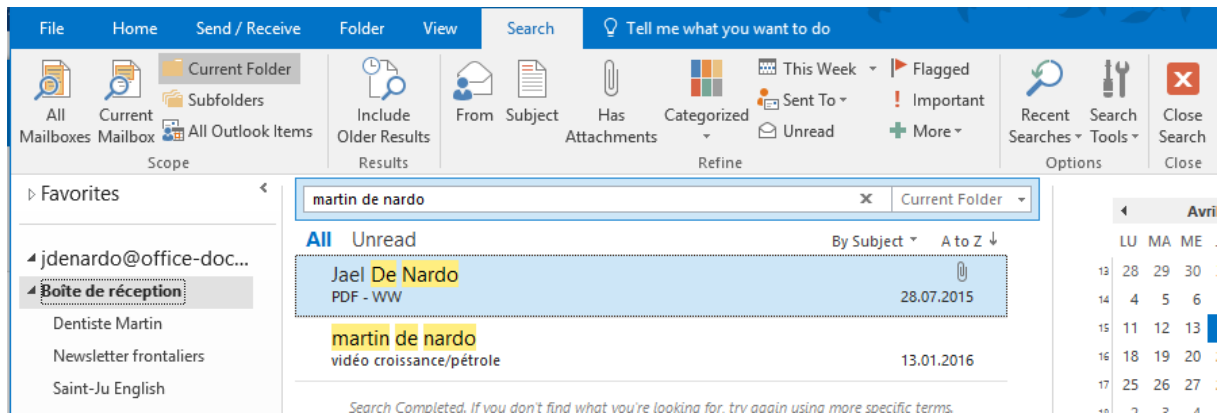 File Home Send / Receive Folder View Search Tell me what you want to do
All Mailboxes
Current Mailbox
Current Folder
Subfolders
All Outlook Items
Scope
Include Older Results
Results
From
Subject
Has Attachments
Categorized
This Week
Sent To
Unread
Flagged
Important
More
Refine
Recent Searches
Search Tools
Options
Close Search
Close
Favorites
jdenardo@office-doc...
Boîte de réception
Dentiste Martin
Newsletter frontaliers
Saint-Ju English
martin de nardo Current Folder
All Unread By Subject A to Z
Jael De Nardo
PDF - WW 28.07.2015
martin de nardo
vidéo croissance/pétrole 13.01.2016
Search Completed. If you don't find what you're looking for, try again using more specific terms.
Avri
LU MA ME
13 28 29 30
14 4 5 6
15 11 12 13
16 18 19 20
17 25 26 27